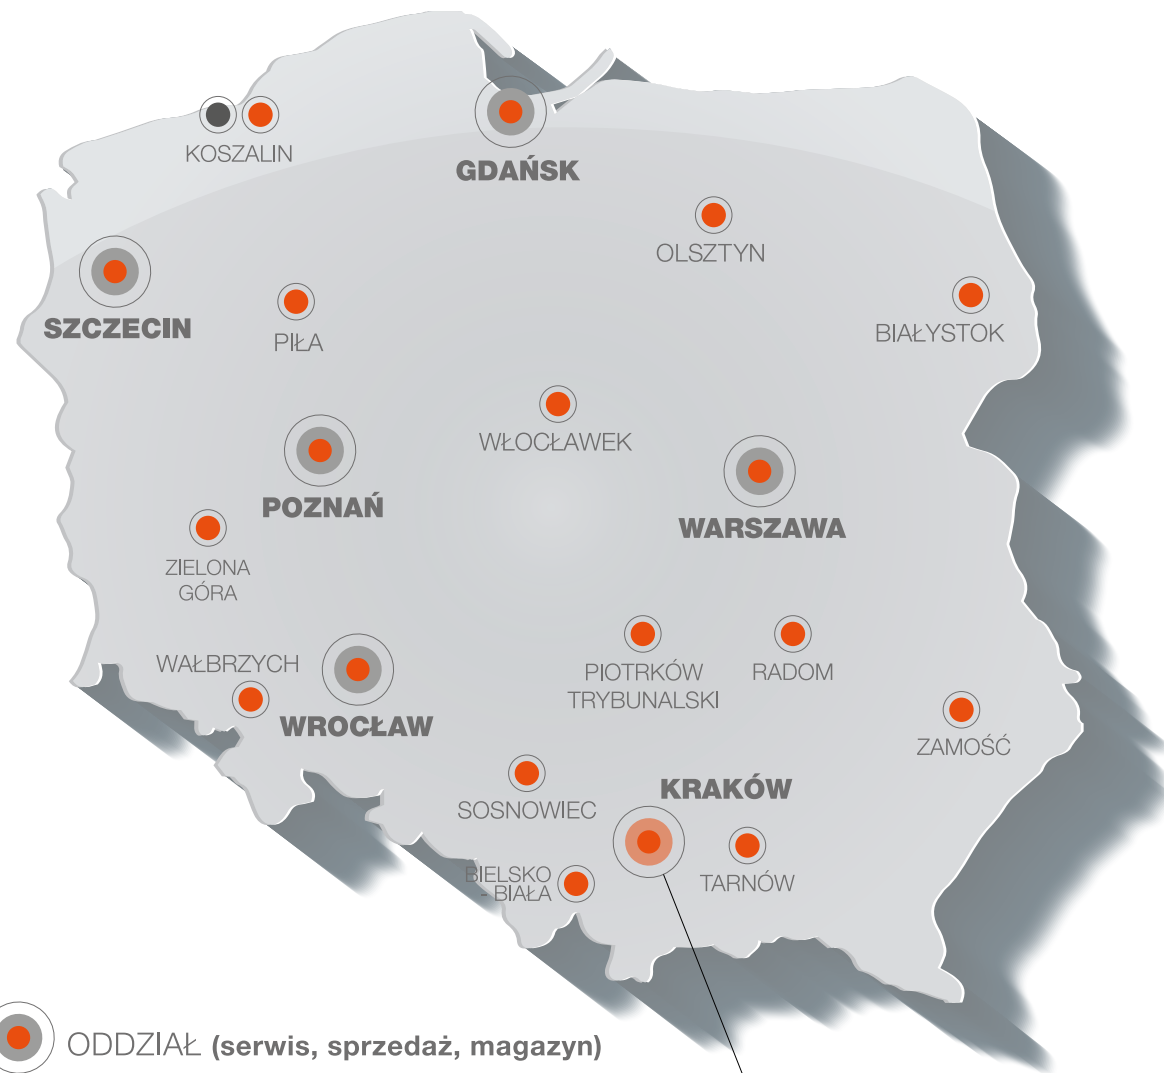 KOSZALIN
GDAŃSK
OLSZTYN
SZCZECIN
PIŁA
BIAŁYSTOK
WŁOCŁAWEK
POZNAŃ
WARSZAWA
ZIELONA
GÓRA
WAŁBRZYCH
PIOTRKÓW
TRYBUNALSKI
RADOM
WROCŁAW
ZAMOŚĆ
SOSNOWIEC
KRAKÓW
BIELSKO
- BIAŁA
TARNÓW
ODDZIAŁ (serwis, sprzedaż, magazyn)